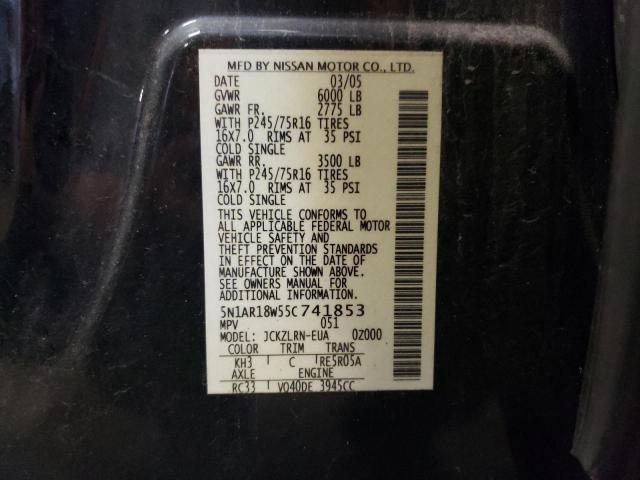 MFD BY NISSAN MOTOR CO., LTD.
DATE 03/05
GVWR 6000 LB
GAWR FR. 2775 LB
WITH P245/75R16 TIRES
16X7.0 RIMS AT 35 PSI
COLD SINGLE
GAWR RR. 3500 LB
WITH P245/75R16 TIRES
16X7.0 RIMS AT 35 PSI
COLD SINGLE
THIS VEHICLE CONFORMS TO
ALL APPLICABLE FEDERAL MOTOR
VEHICLE SAFETY AND
THEFT PREVENTION STANDARDS
IN EFFECT ON THE DATE OF
MANUFACTURE SHOWN ABOVE.
SEE OWNERS MANUAL FOR
ADDITIONAL INFORMATION
5N1AR18W55C741853
MPV 051
MODEL: JCKZLRN-EUA 0Z000
COLOR TRIM TRANS
KH3 C RE5R05A
AXLE ENGINE
RC33 VQ40DE 3945CC